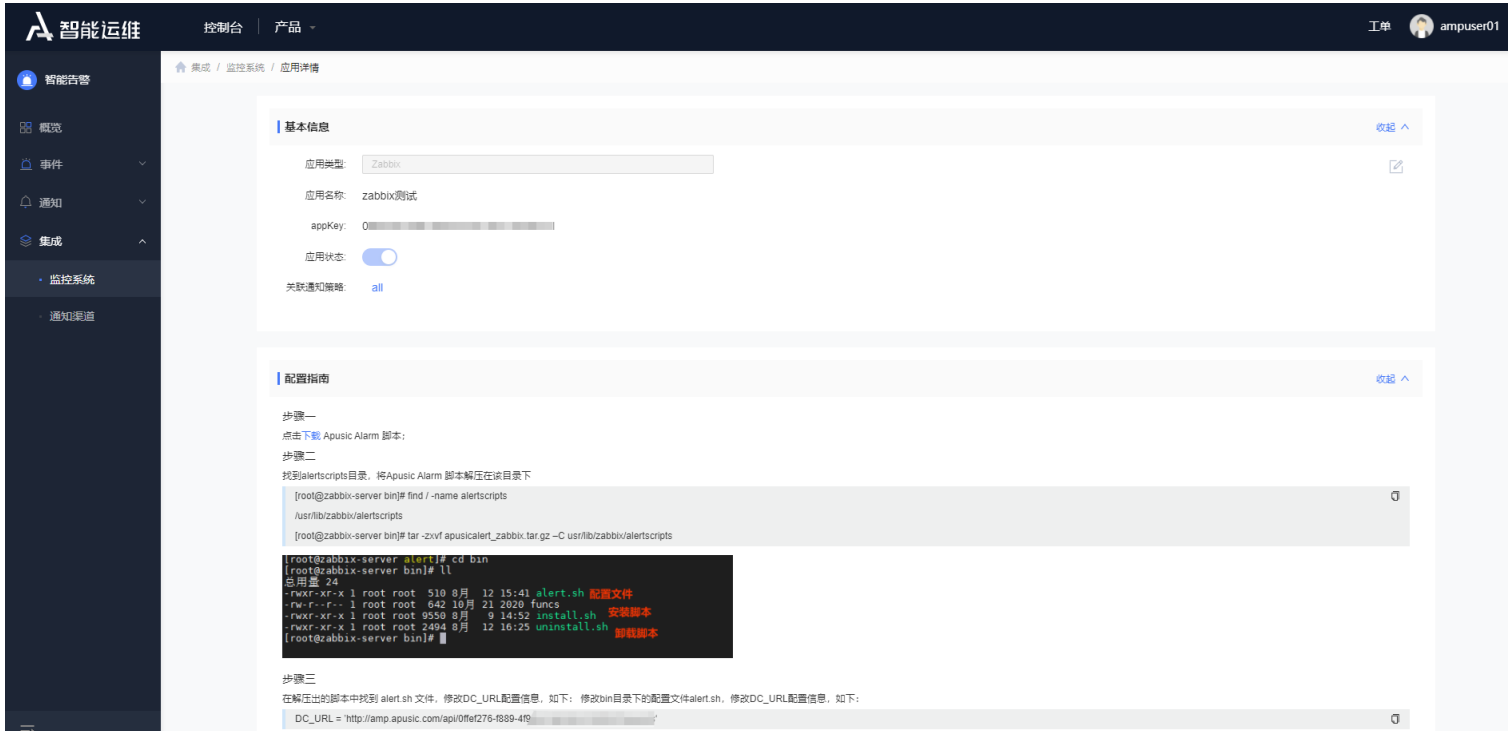 智能运维
控制台
产品
工单
ampuser01
智能告警
概览
事件
通知
集成
监控系统
通知渠道
集成 / 监控系统 / 应用详情
基本信息
收起
应用类型:
Zabbix
应用名称:
zabbix测试
appKey:
0
应用状态:
关联通知策略:
all
配置指南
收起
步骤一
点击下载 Apusic Alarm 脚本；
步骤二
找到alertscripts目录，将Apusic Alarm 脚本解压在该目录下
[root@zabbix-server bin]# find / -name alertscripts
/usr/lib/zabbix/alertscripts
[root@zabbix-server bin]# tar -zxvf apusicalert_zabbix.tar.gz –C usr/lib/zabbix/alertscripts
[root@zabbix-server alert]# cd bin
[root@zabbix-server bin]# ll
总用量 24
-rwxr-xr-x 1 root root 510 8月 12 15:41 alert.sh 配置文件
-rw-r--r-- 1 root root 642 10月 21 2020 funcs
-rwxr-xr-x 1 root root 9550 8月 9 14:52 install.sh 安装脚本
-rwxr-xr-x 1 root root 2494 8月 12 16:25 uninstall.sh 卸载脚本
[root@zabbix-server bin]#
步骤三
在解压出的脚本中找到 alert.sh 文件，修改DC_URL配置信息，如下： 修改bin目录下的配置文件alert.sh，修改DC_URL配置信息，如下：
DC_URL = 'http://amp.apusic.com/api/0ffef276-f889-4f9